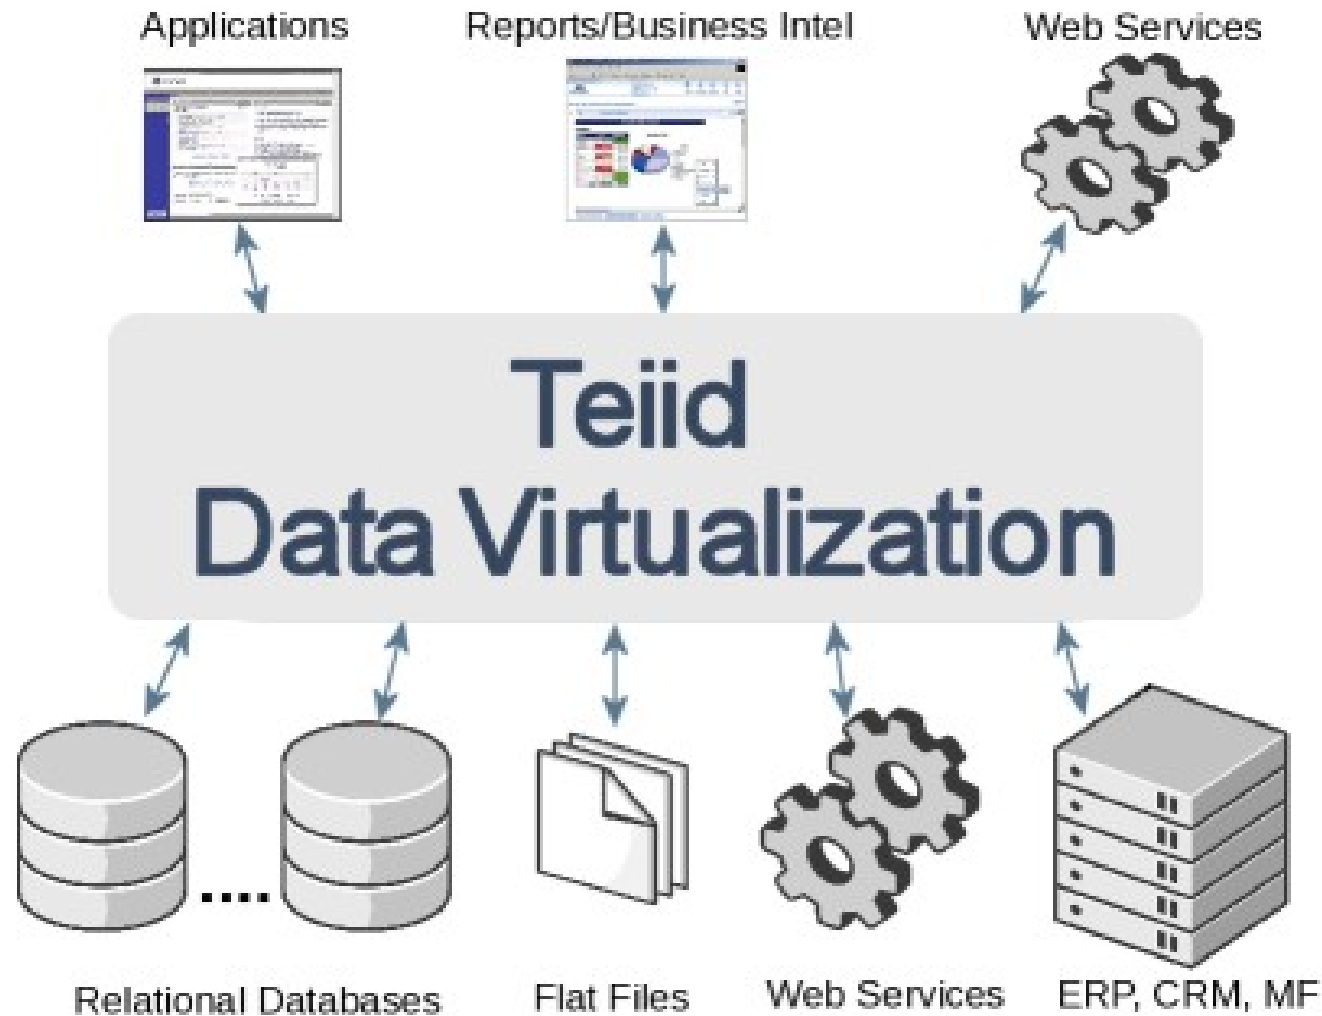 Applications
Reports/Business Intel
Web Services
Teiid
Data Virtualization
Relational Databases
Flat Files
Web Services
ERP, CRM, MF